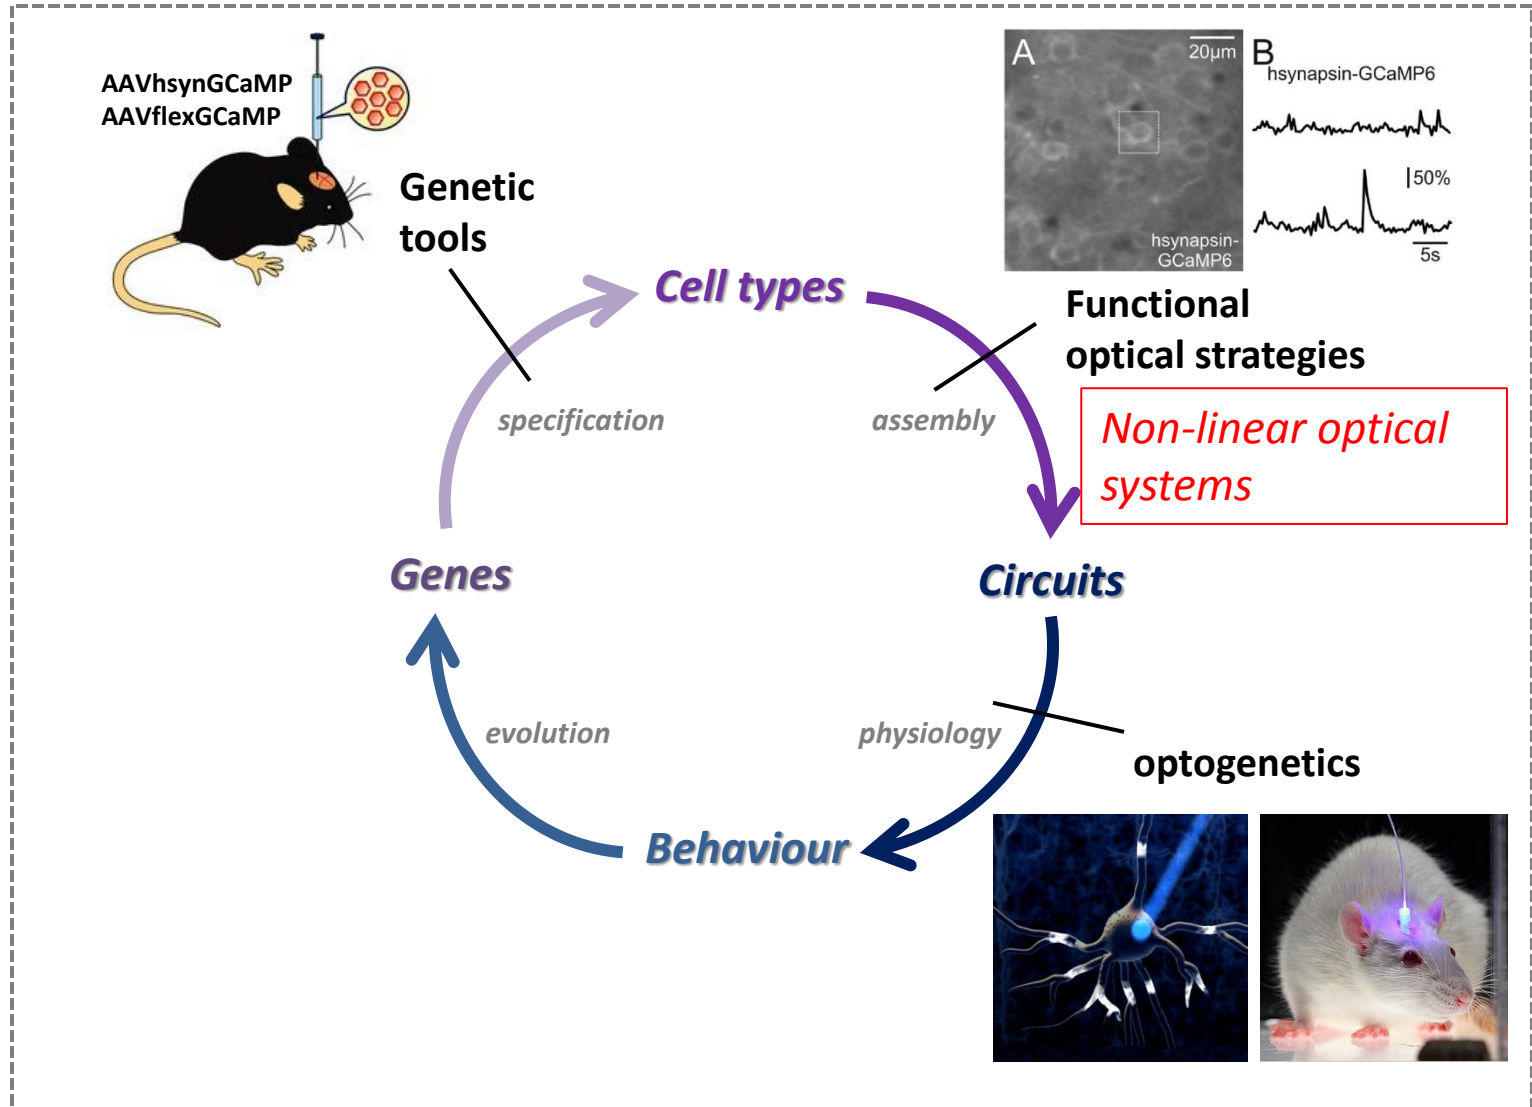 AAVhsynGCaMP
AAVflexGCaMP
Genetic
tools
A
20µm
hsynapsin-
GCaMP6
B
hsynapsin-GCaMP6
50%
5s
Cell types
Functional
optical strategies
specification
assembly
Non-linear optical
systems
Genes
Circuits
evolution
physiology
optogenetics
Behaviour